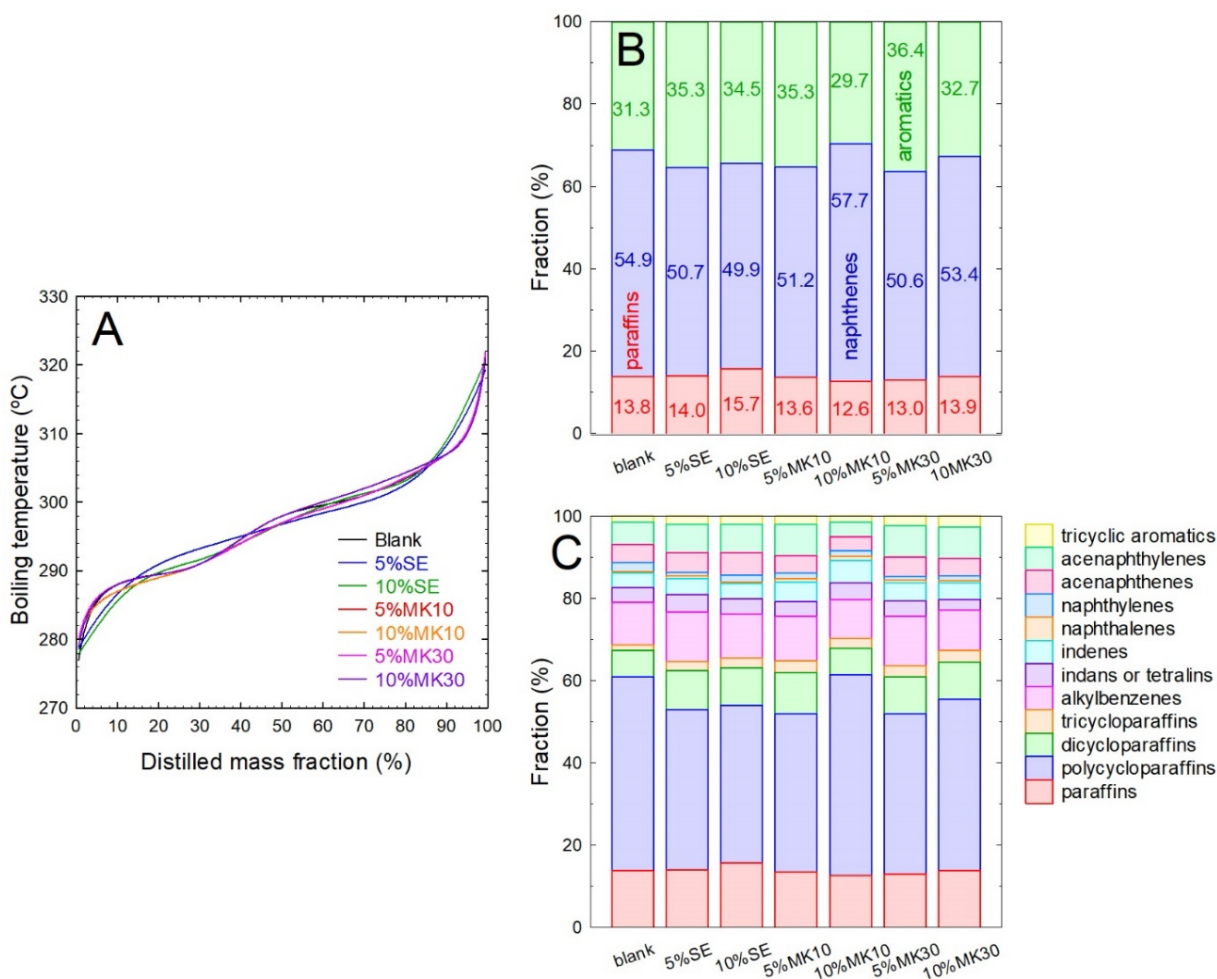 A
Boiling temperature (ºC)
330
320
310
300
290
280
270
Blank
5%SE
10%SE
5%MK10
10%MK10
5%MK30
10%MK30
0 10 20 30 40 50 60 70 80 90 100
Distilled mass fraction (%)
B
Fraction (%)
100
80
60
40
20
0
31.3 35.3 34.5 35.3 29.7 36.4 32.7
aromatics
54.9 50.7 49.9 51.2 57.7 50.6 53.4
naphthenes
paraffins
13.8 14.0 15.7 13.6 12.6 13.0 13.9
blank 5%SE 10%SE 5%MK10 10%MK10 5%MK30 10MK30
C
Fraction (%)
100
80
60
40
20
0
blank 5%SE 10%SE 5%MK10 10%MK10 5%MK30 10%MK30
tricyclic aromatics
acenaphthylenes
acenaphthenes
naphthylenes
naphthalenes
indenes
indans or tetralins
alkylbenzenes
tricycloparaffins
dicycloparaffins
polycycloparaffins
paraffins